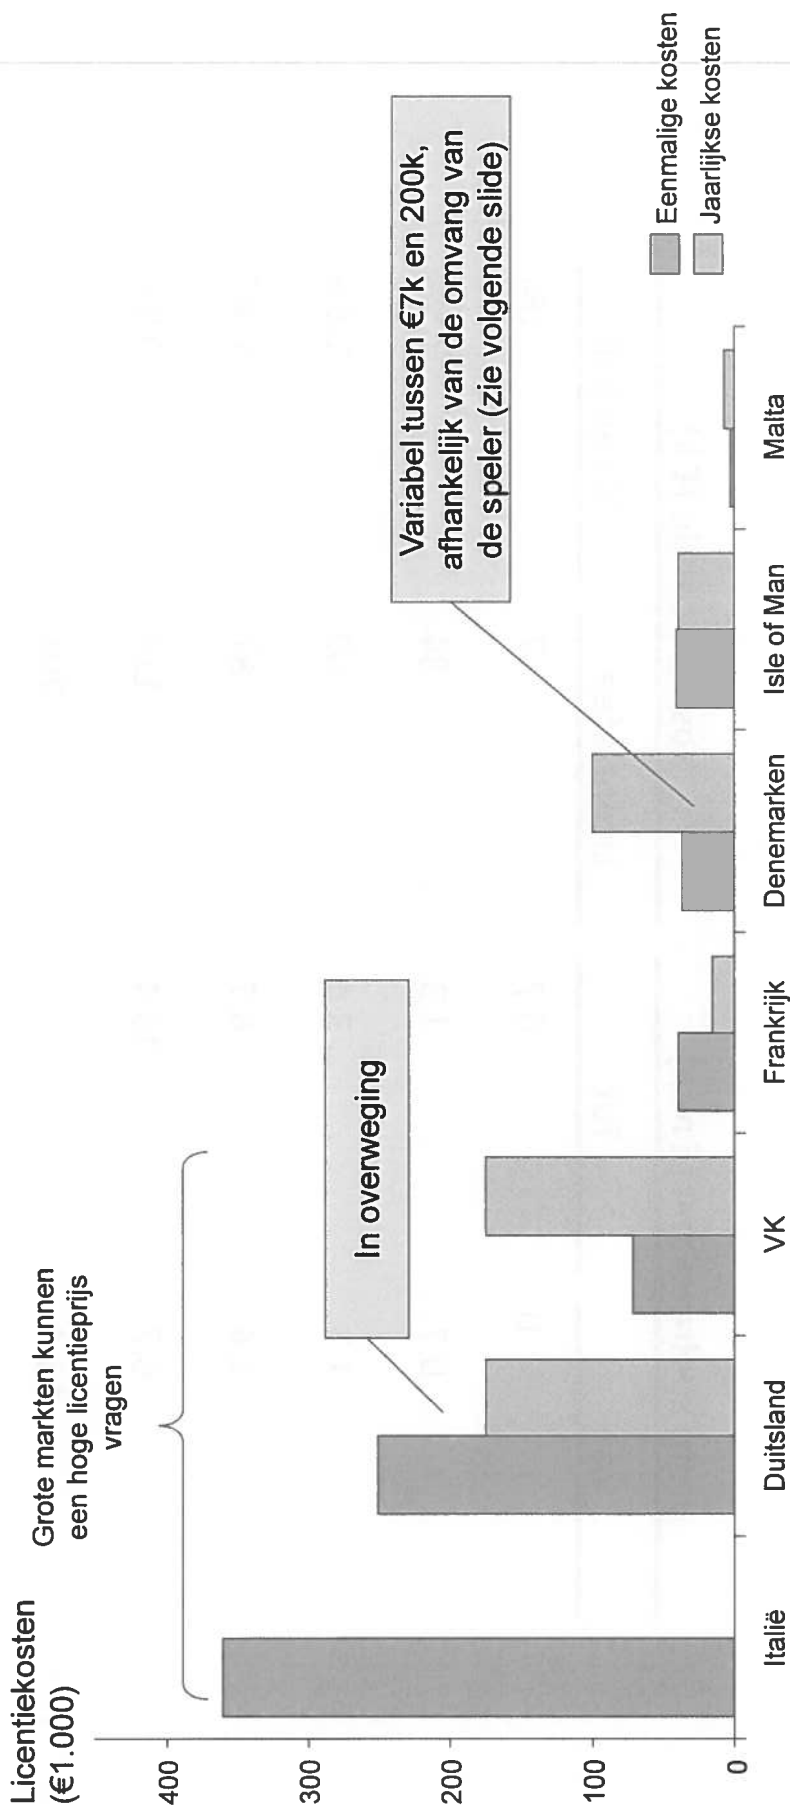 Licentiekosten
(€1.000)
Grote markten kunnen
een hoge licentieprijs
vragen
In overweging
Variabel tussen €7k en 200k,
afhankelijk van de omvang van
de speler (zie volgende slide)
Eenmalige kosten
Jaarlijkse kosten
400
300
200
100
0
Italië
Duitsland
VK
Frankrijk
Denemarken
Isle of Man
Malta